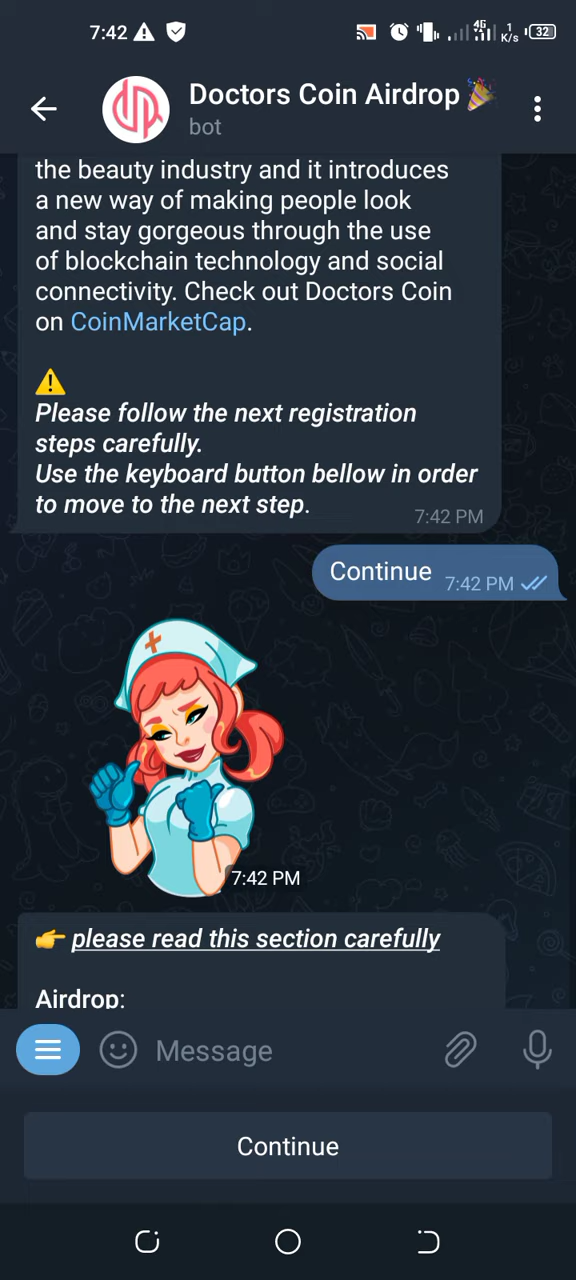 7:42
4G
1
K/s
32
Doctors Coin Airdrop 🎉
bot
the beauty industry and it introduces
a new way of making people look
and stay gorgeous through the use
of blockchain technology and social
connectivity. Check out Doctors Coin
on CoinMarketCap.
⚠️
Please follow the next registration
steps carefully.
Use the keyboard button bellow in order
to move to the next step.
7:42 PM
Continue 7:42 PM
7:42 PM
👉 please read this section carefully
Airdrop:
Message
Continue